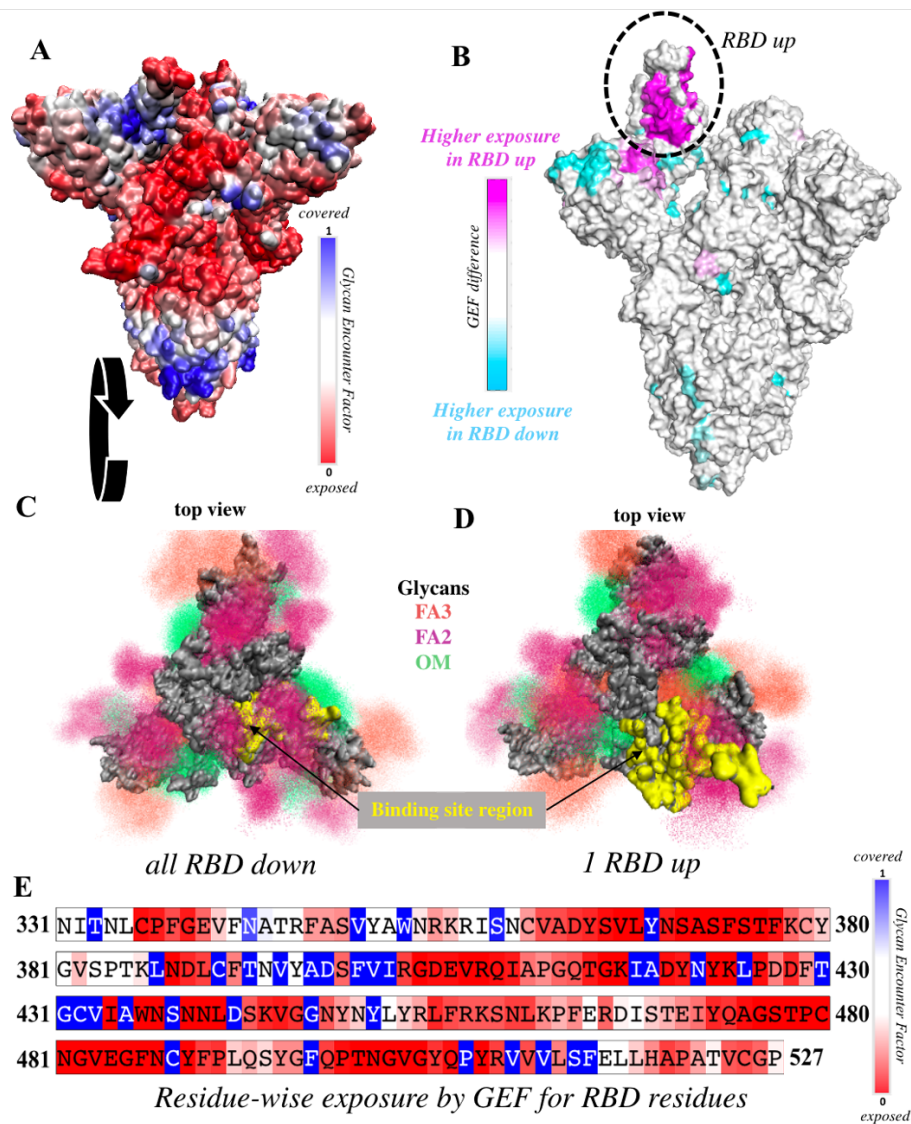 A
B
RBD up
Higher exposure
in RBD up
GEF difference
Higher exposure
in RBD down
covered
1
Glycan Encounter Factor
0
exposed
C
top view
D
top view
Glycans
FA3
FA2
OM
Binding site region
all RBD down
1 RBD up
E
331 NITNLCPFGEVFNATRFASVYAWNRKRISNCVADYSVLYNSASFSTFKCY 380
381 GVSPTKLNDLCFTNVYADSFVIRGDEVRQIAPGQTGKIADYNYKLPDDFT 430
431 GCVIAWNSNNLDSKVGGNYNYLYRLFRKSNLKPFERDISTEIYQAGSTPC 480
481 NGVEGFNCYFPLQSYGFQPTNGVGYQPYRVVVLSFELLHAPATVCGP 527
Residue-wise exposure by GEF for RBD residues
covered
1
Glycan Encounter Factor
0
exposed